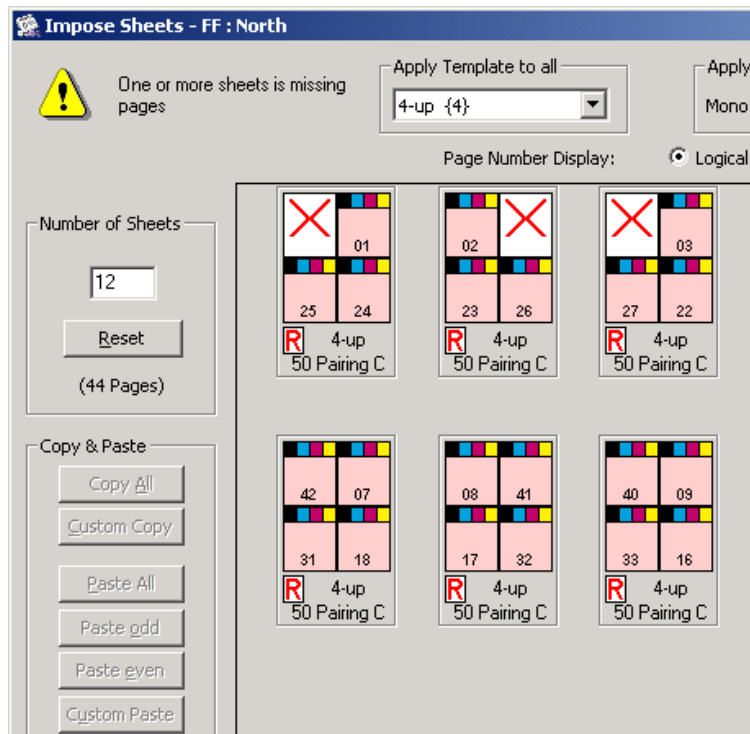 Impose Sheets - FF : North
One or more sheets is missing
pages
Apply Template to all
4-up {4}
Apply
Mono
Page Number Display:
Logical
Number of Sheets
12
Reset
(44 Pages)
Copy & Paste
Copy All
Custom Copy
Paste All
Paste odd
Paste even
Custom Paste
01
25 24
R 4-up
50 Pairing C
02
23 26
R 4-up
50 Pairing C
03
27 22
R 4-up
50 Pairing C
42 07
31 18
R 4-up
50 Pairing C
08 41
17 32
R 4-up
50 Pairing C
40 09
33 16
R 4-up
50 Pairing C